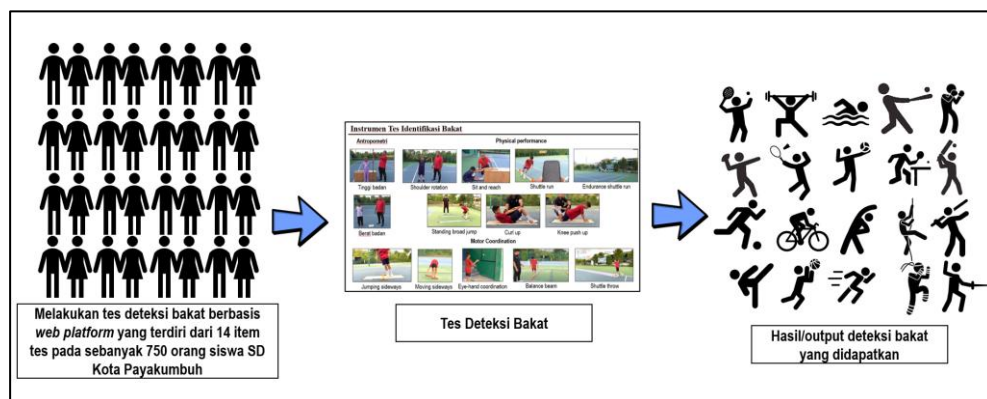 Melakukan tes deteksi bakat berbasis
web platform yang terdiri dari 14 item
tes pada sebanyak 750 orang siswa SD
Kota Payakumbuh
Instrumen Tes Identifikasi Bakat
Antropometri
Physical performance
Tinggi badan
Shoulder rotation
Sit and reach
Shuttle run
Endurance shuttle run
Berat badan
Standing broad jump
Curl up
Knee push up
Motor Coordination
Jumping sideways
Moving sideways
Eye-hand coordination
Balance beam
Shuttle throw
Tes Deteksi Bakat
Hasil/output deteksi bakat
yang didapatkan